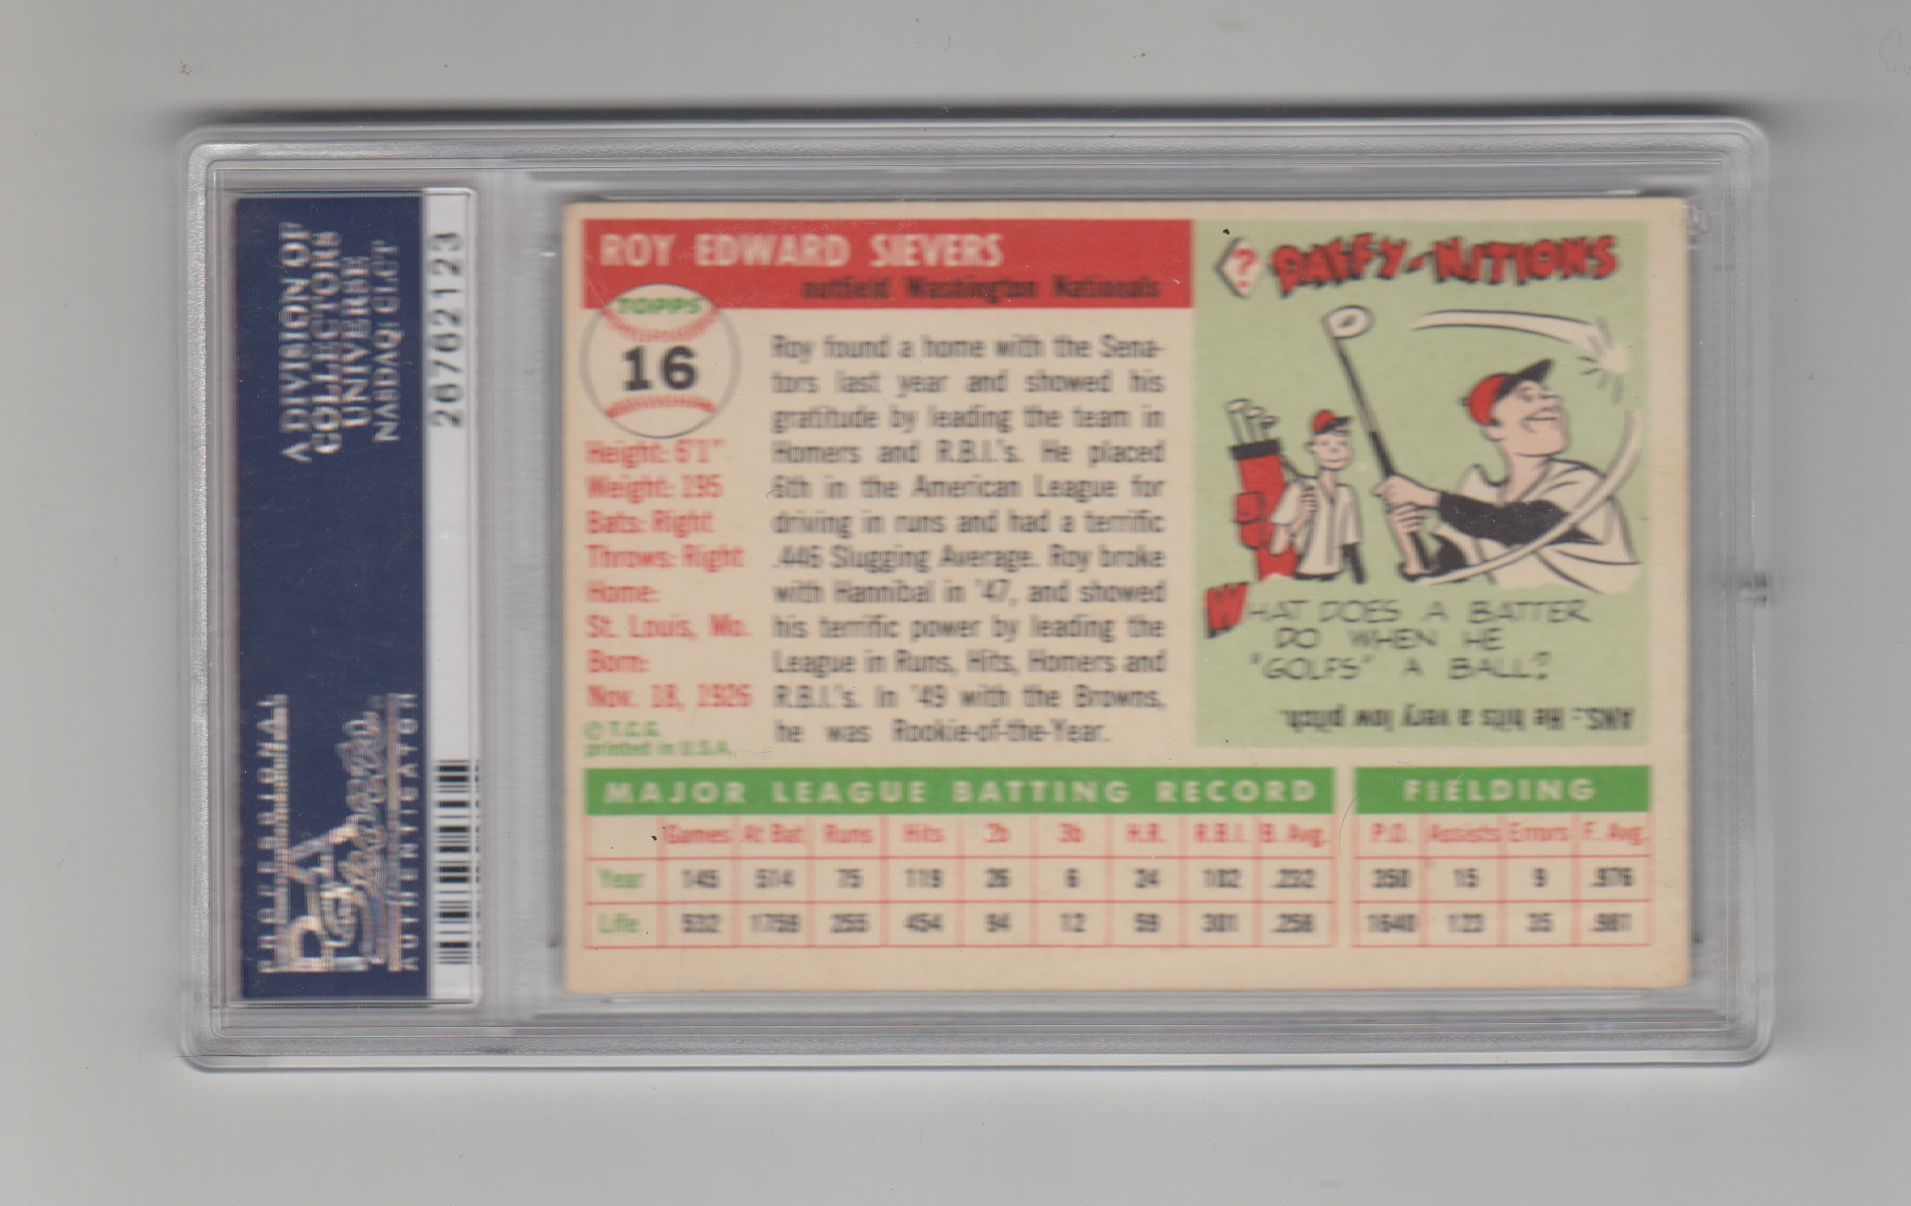 A DIVISION OF
COLLECTORS
UNIVERSE
NASDAQ: CLCT
26762123
PROFESSIONAL
PSA
Sports
AUTHENTICATOR
ROY EDWARD SIEVERS
outfield Washington Nationals
TOPPS
16
Height: 6'1"
Weight: 195
Bats: Right
Throws: Right
Home:
St. Louis, Mo.
Born:
Nov. 18, 1926
© T.C.G.
printed in U.S.A.
Roy found a home with the Sena-
tors last year and showed his
gratitude by leading the team in
Homers and R.B.I.'s. He placed
6th in the American League for
driving in runs and had a terrific
.446 Slugging Average. Roy broke
with Hannibal in '47, and showed
his terrific power by leading the
League in Runs, Hits, Homers and
R.B.I.'s. In '49 with the Browns,
he was Rookie-of-the-Year.
? DAFFY-NITIONS
WHAT DOES A BATTER
DO WHEN HE
"GOLFS" A BALL?
ANS.: He hits a very low pitch.
MAJOR LEAGUE BATTING RECORD
Games At Bat Runs Hits 2b 3b H.R. R.B.I. B. Avg.
Year 145 514 75 119 26 6 24 102 .232
Life 532 1759 255 454 94 12 59 301 .258
FIELDING
P.O. Assists Errors F. Avg.
350 15 9 .976
1640 123 35 .981